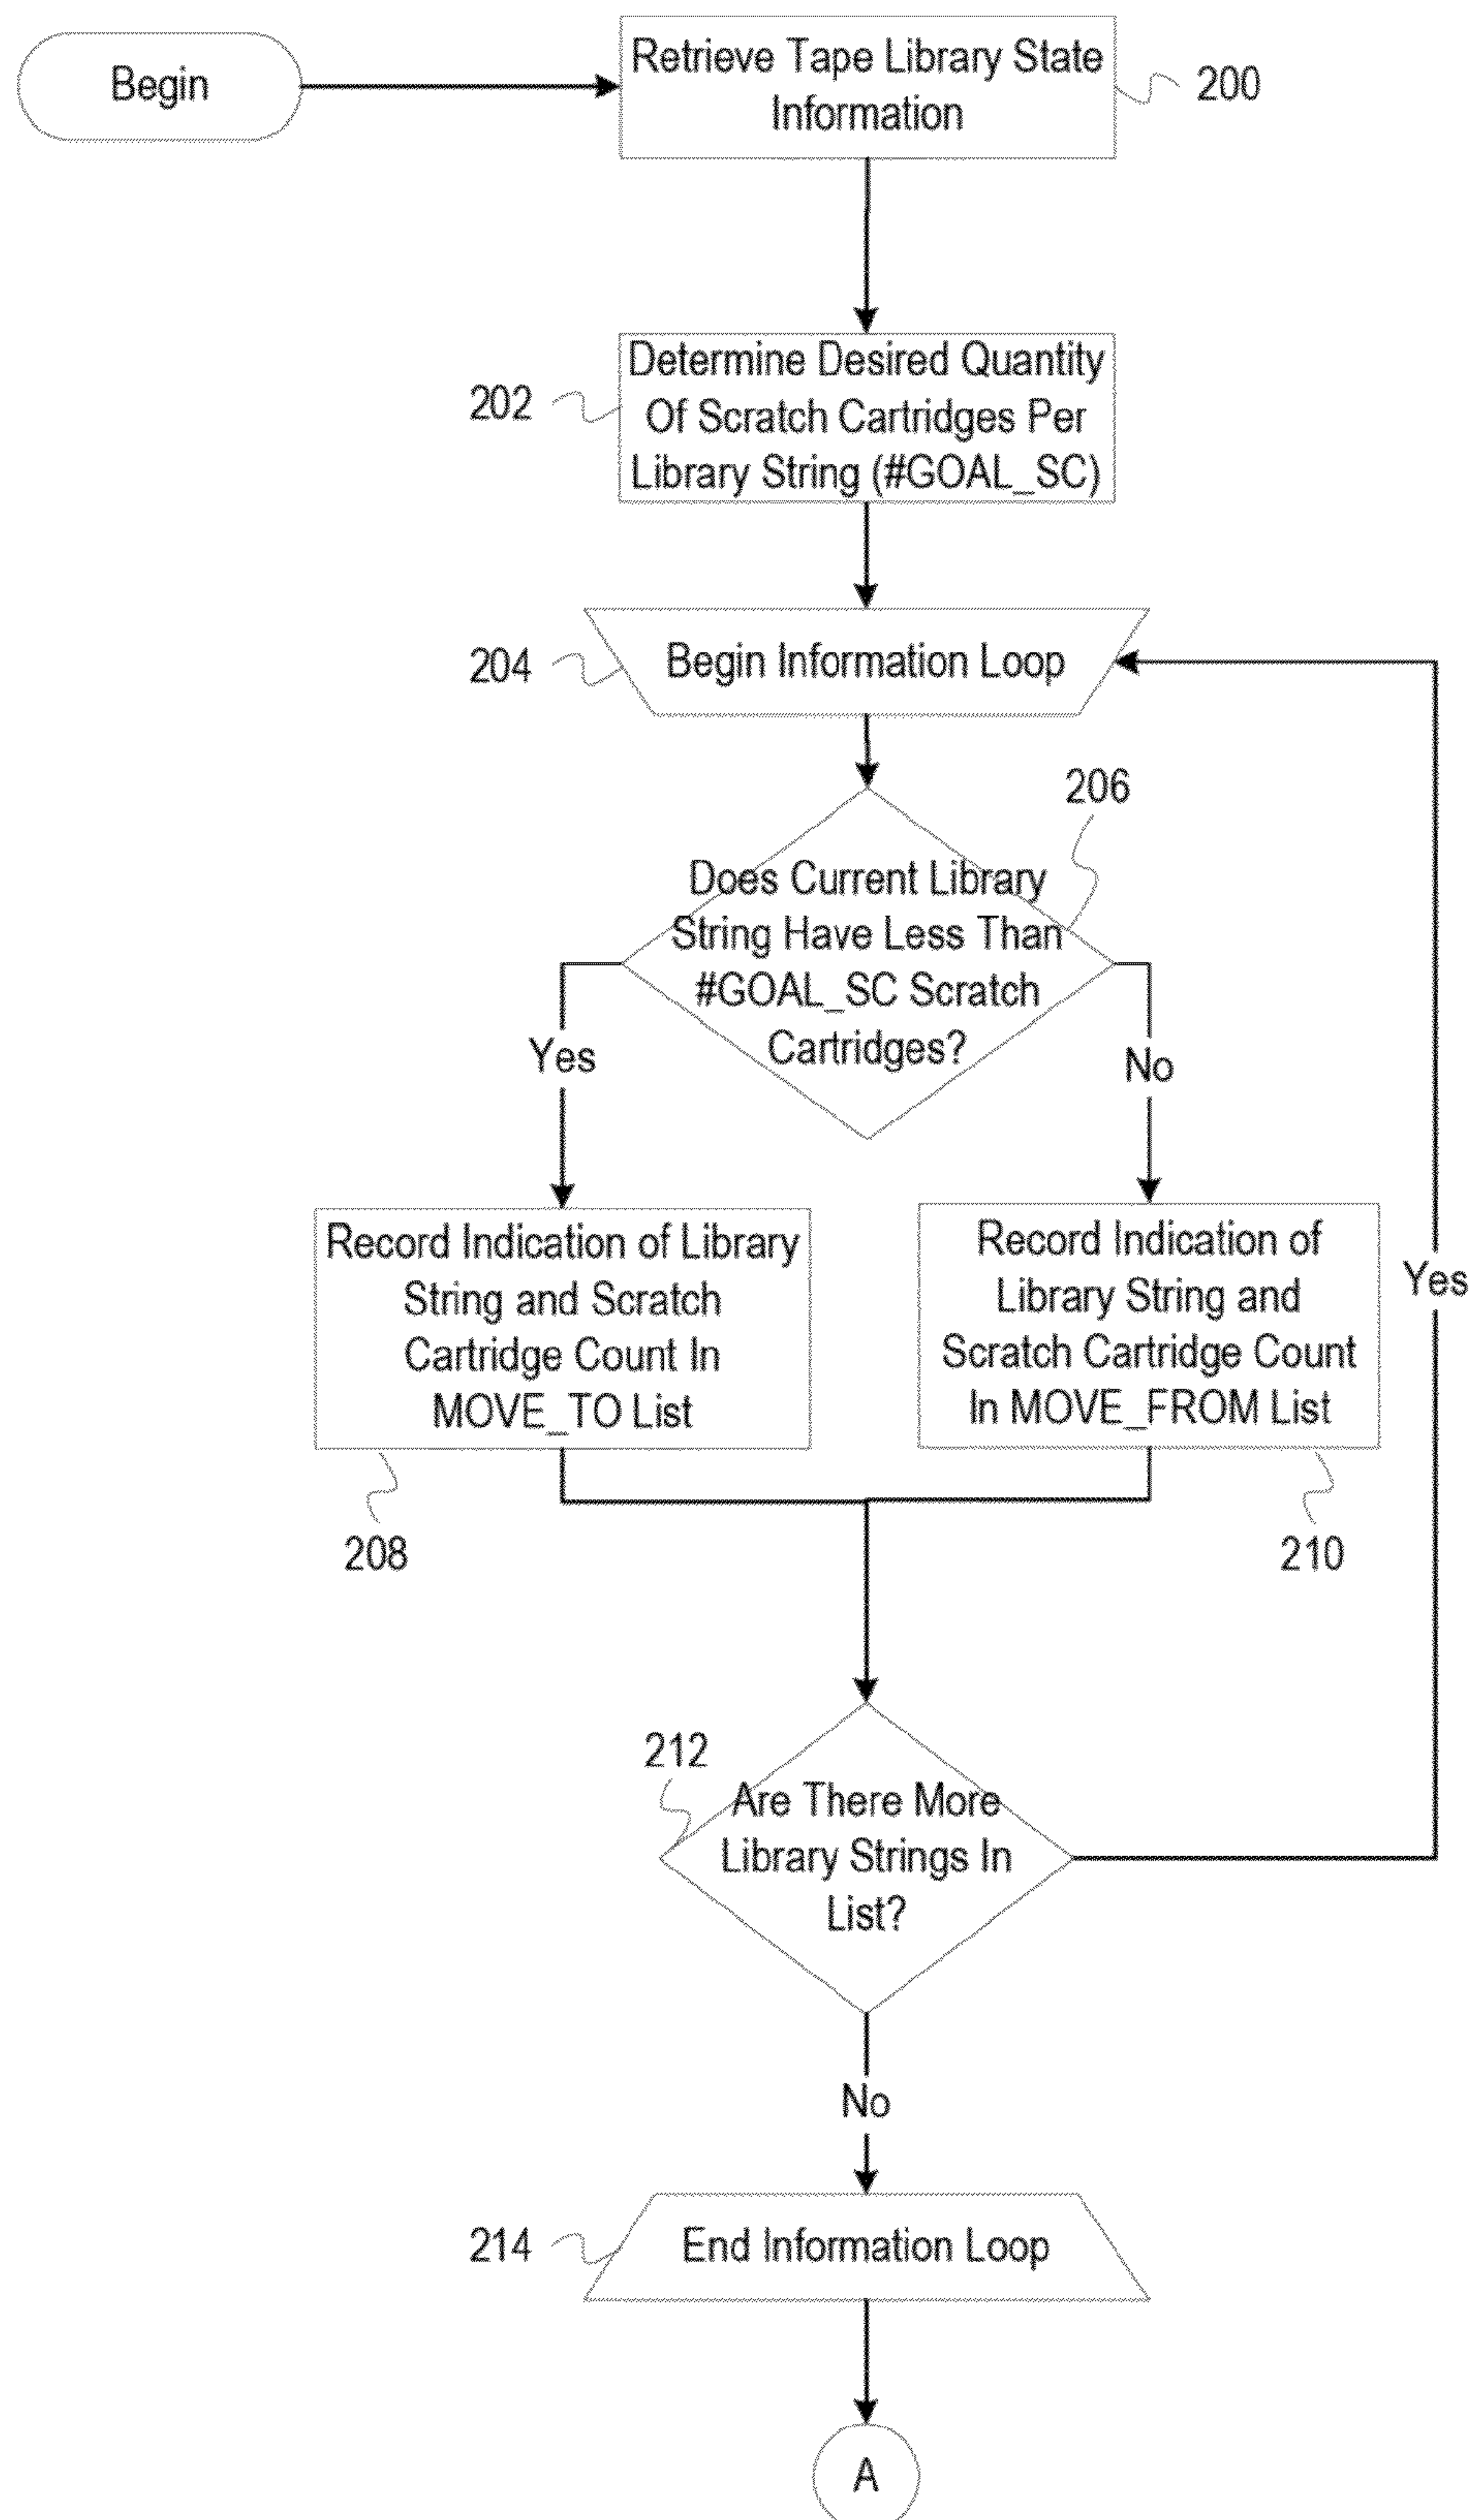 Begin
Retrieve Tape Library State
Information
200
Determine Desired Quantity
Of Scratch Cartridges Per
Library String (#GOAL_SC)
202
Begin Information Loop
204
206
Does Current Library
String Have Less Than
#GOAL_SC Scratch
Cartridges?
Yes
No
Record Indication of Library
String and Scratch
Cartridge Count In
MOVE_TO List
Record Indication of
Library String and
Scratch Cartridge Count
In MOVE_FROM List
Yes
208
210
212
Are There More
Library Strings In
List?
No
214
End Information Loop
A